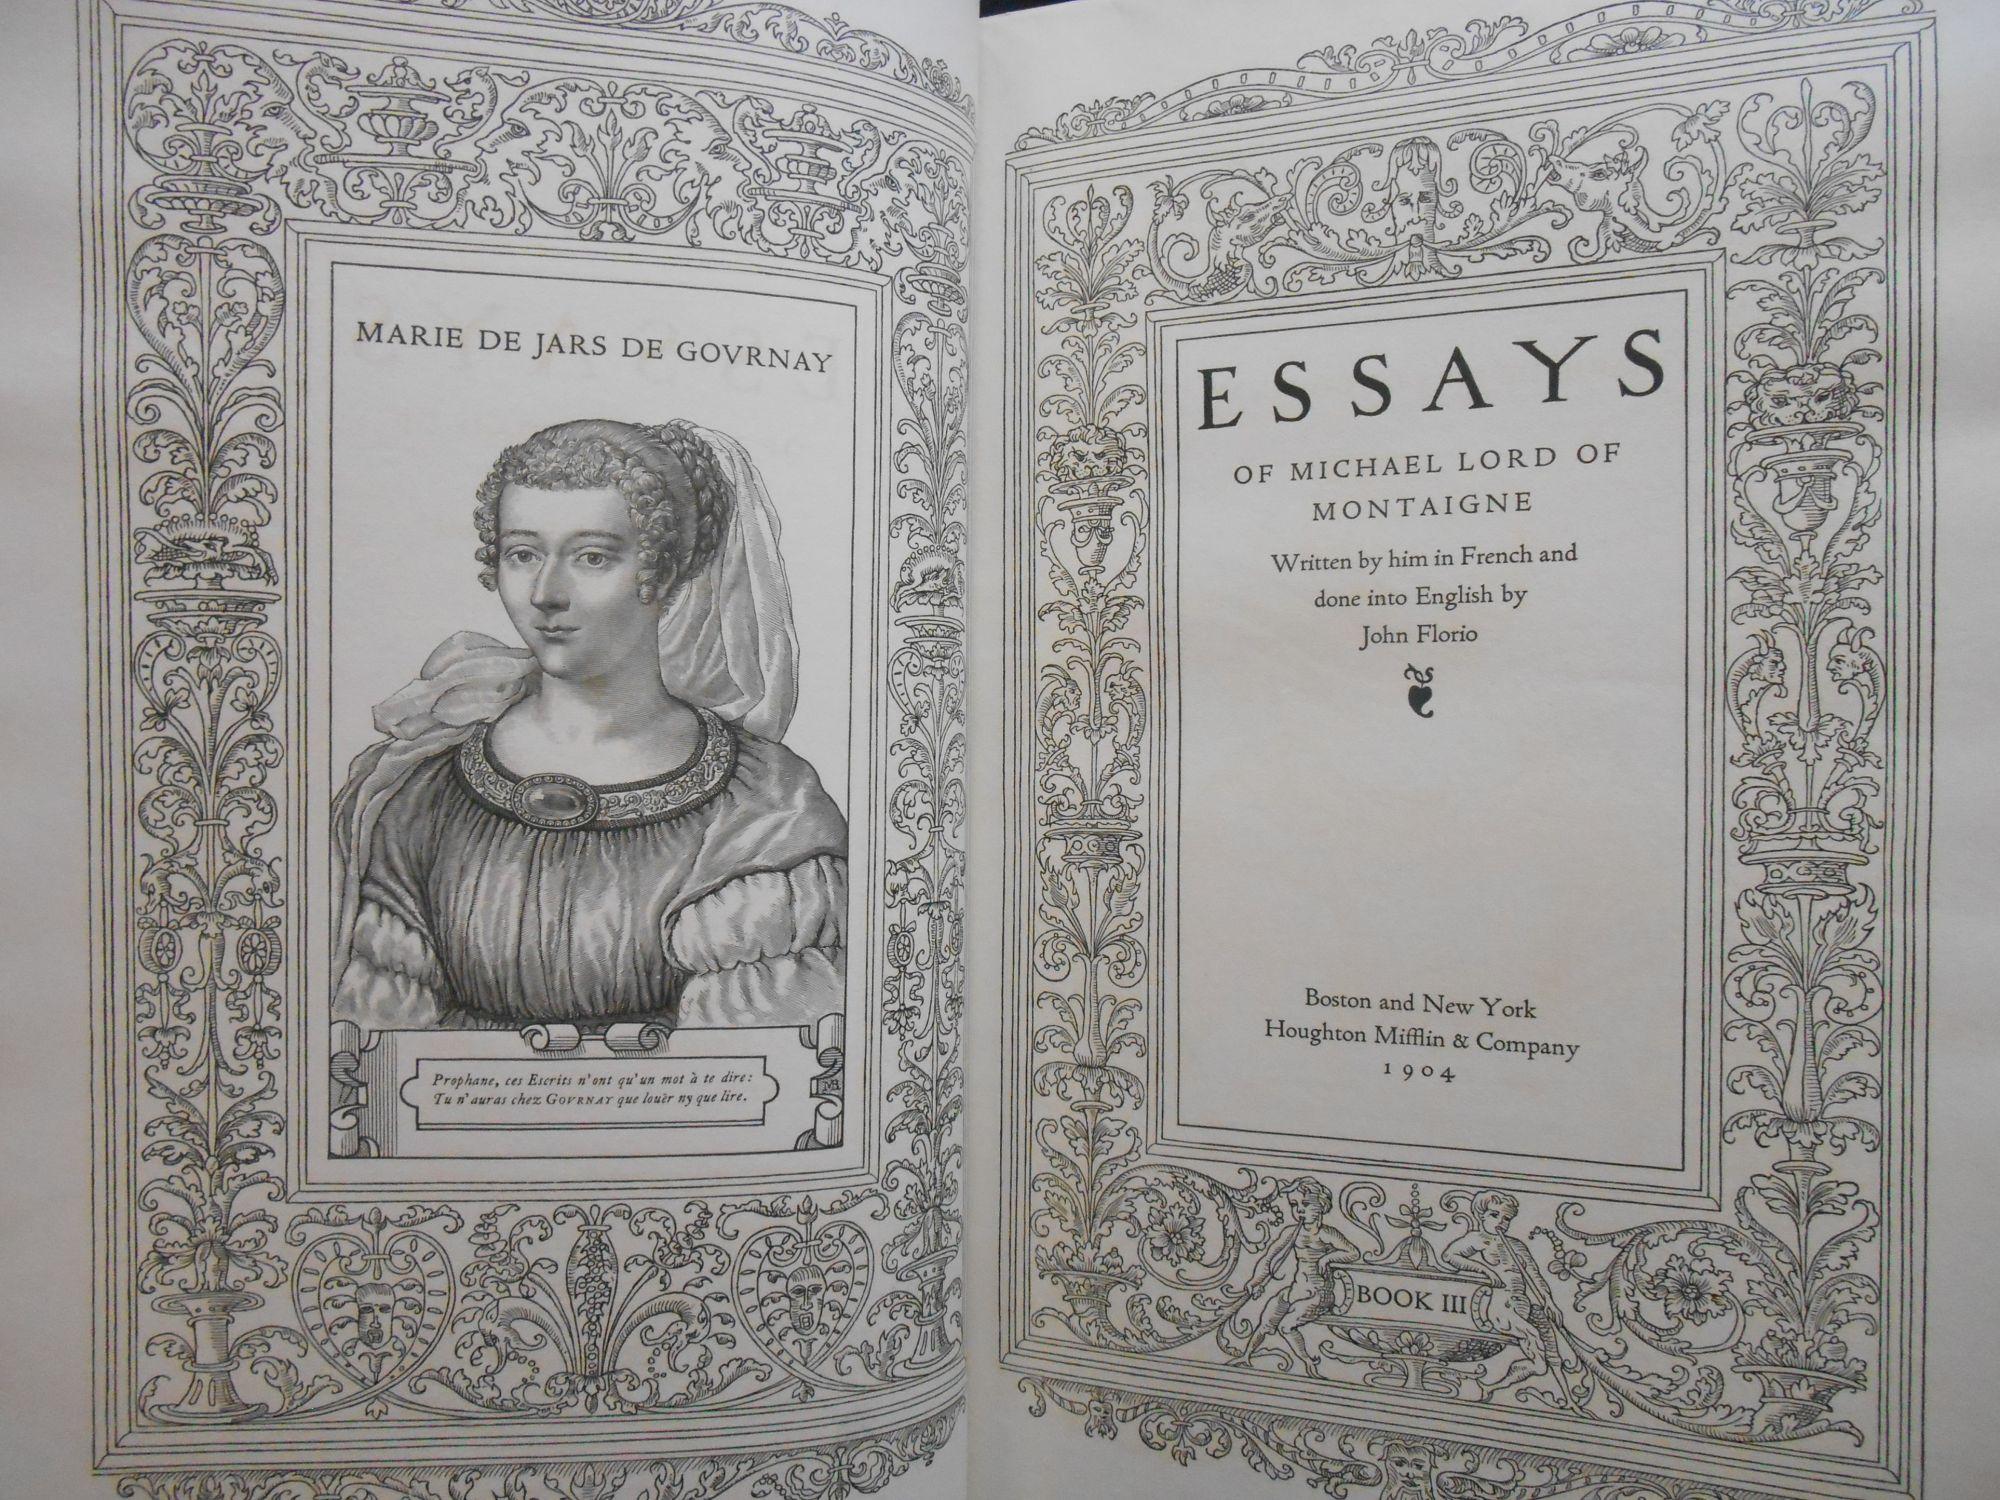 MARIE DE JARS DE GOVRNAY
Prophane, ces Escrits n'ont qu'un mot à te dire:
Tu n'auras chez GOVRNAY que louër ny que lire.
MR
ESSAYS
OF MICHAEL LORD OF
MONTAIGNE
Written by him in French and
done into English by
John Florio
Boston and New York
Houghton Mifflin & Company
1904
BOOK III